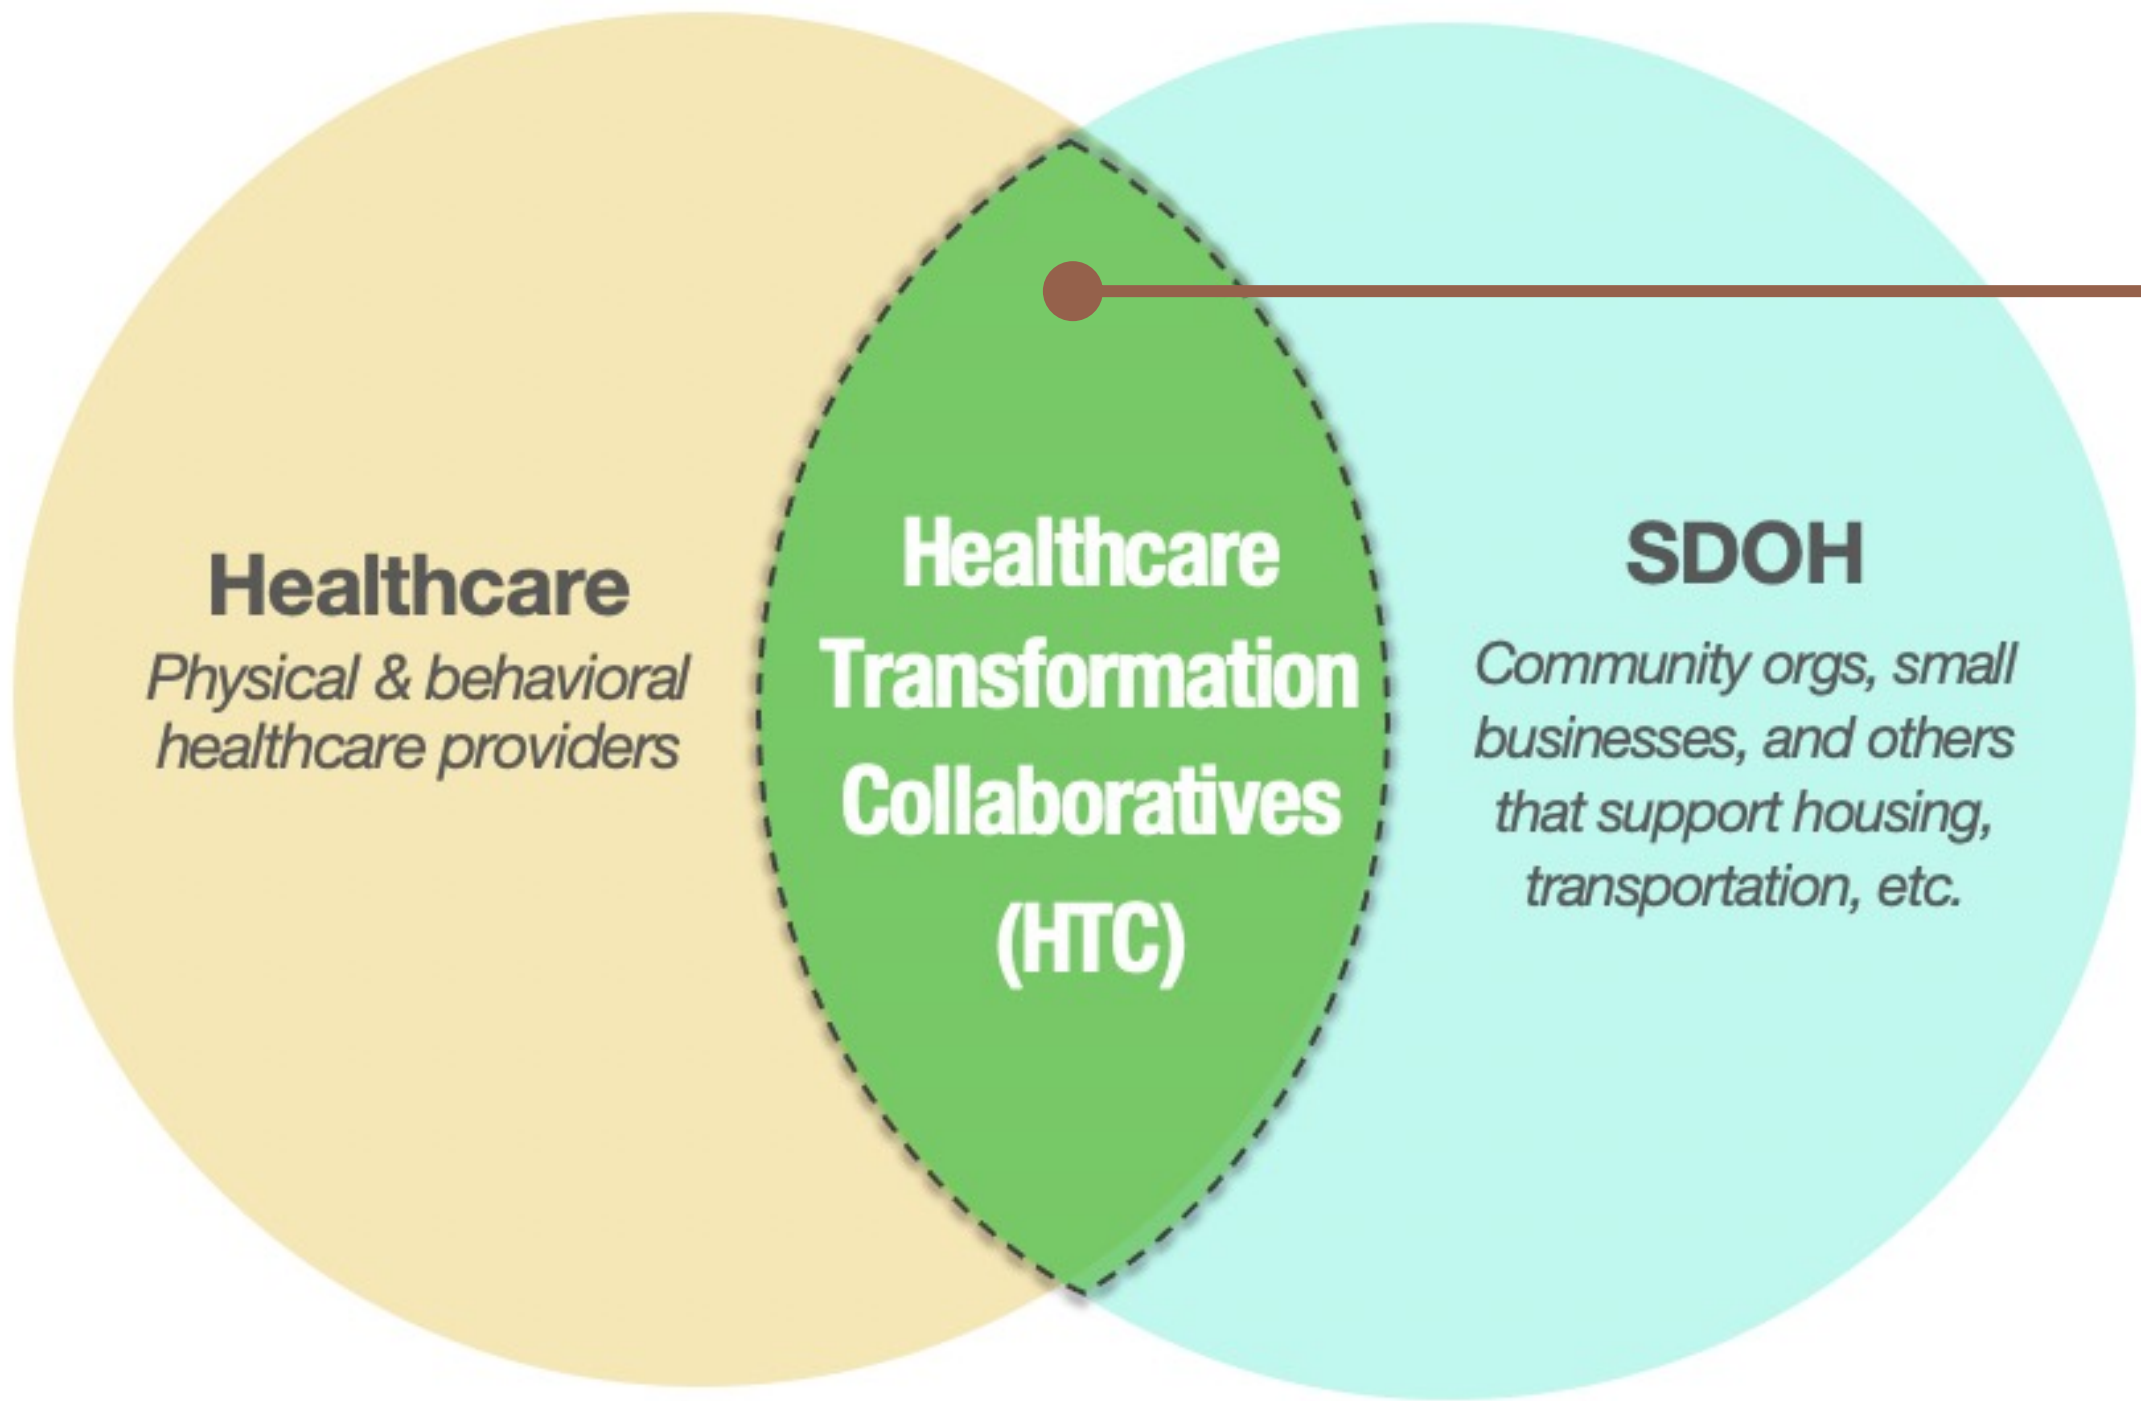 Healthcare
Physical & behavioral
healthcare providers
Healthcare
Transformation
Collaboratives
(HTC)
SDOH
Community orgs, small
businesses, and others
that support housing,
transportation, etc.